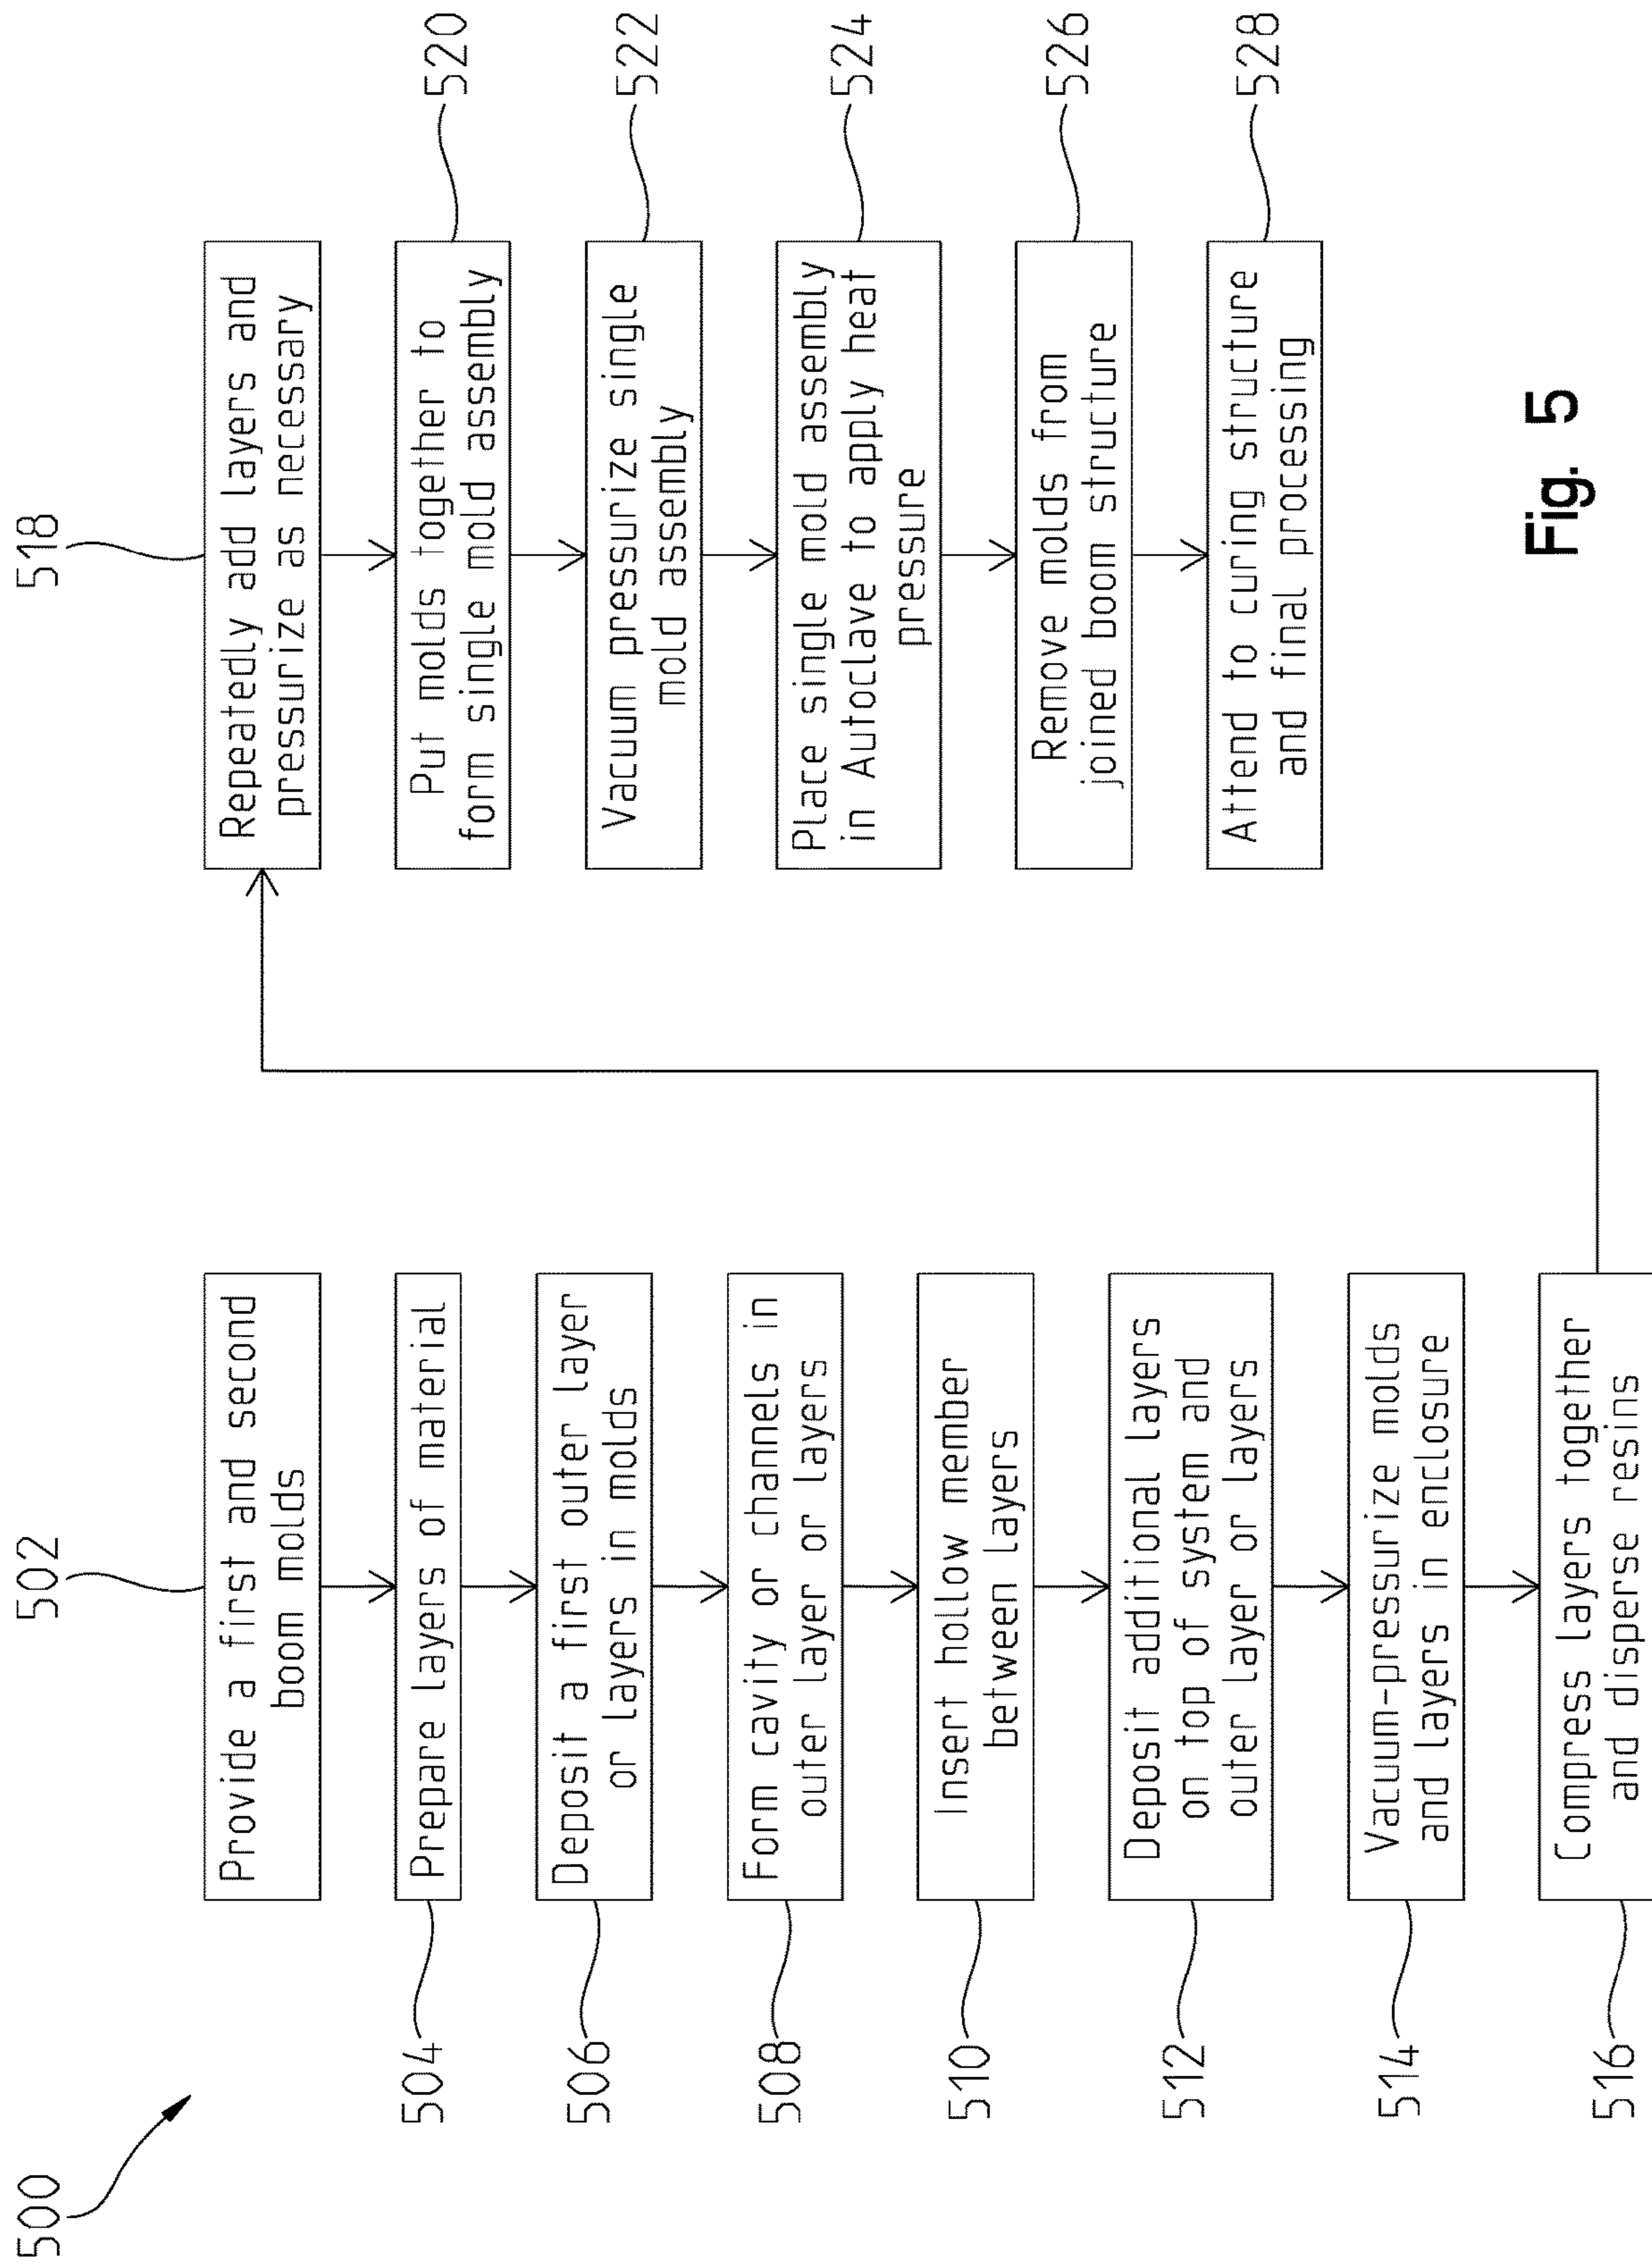 500
502
Provide a first and second
boom molds
504
Prepare layers of material
506
Deposit a first outer layer
or layers in molds
508
Form cavity or channels in
outer layer or layers
510
Insert hollow member
between layers
512
Deposit additional layers
on top of system and
outer layer or layers
514
Vacuum-pressurize molds
and layers in enclosure
516
Compress layers together
and disperse resins
518
Repeatedly add layers and
pressurize as necessary
520
Put molds together to
form single mold assembly
522
Vacuum pressurize single
mold assembly
524
Place single mold assembly
in Autoclave to apply heat
pressure
526
Remove molds from
joined boom structure
528
Attend to curing structure
and final processing
Fig. 5